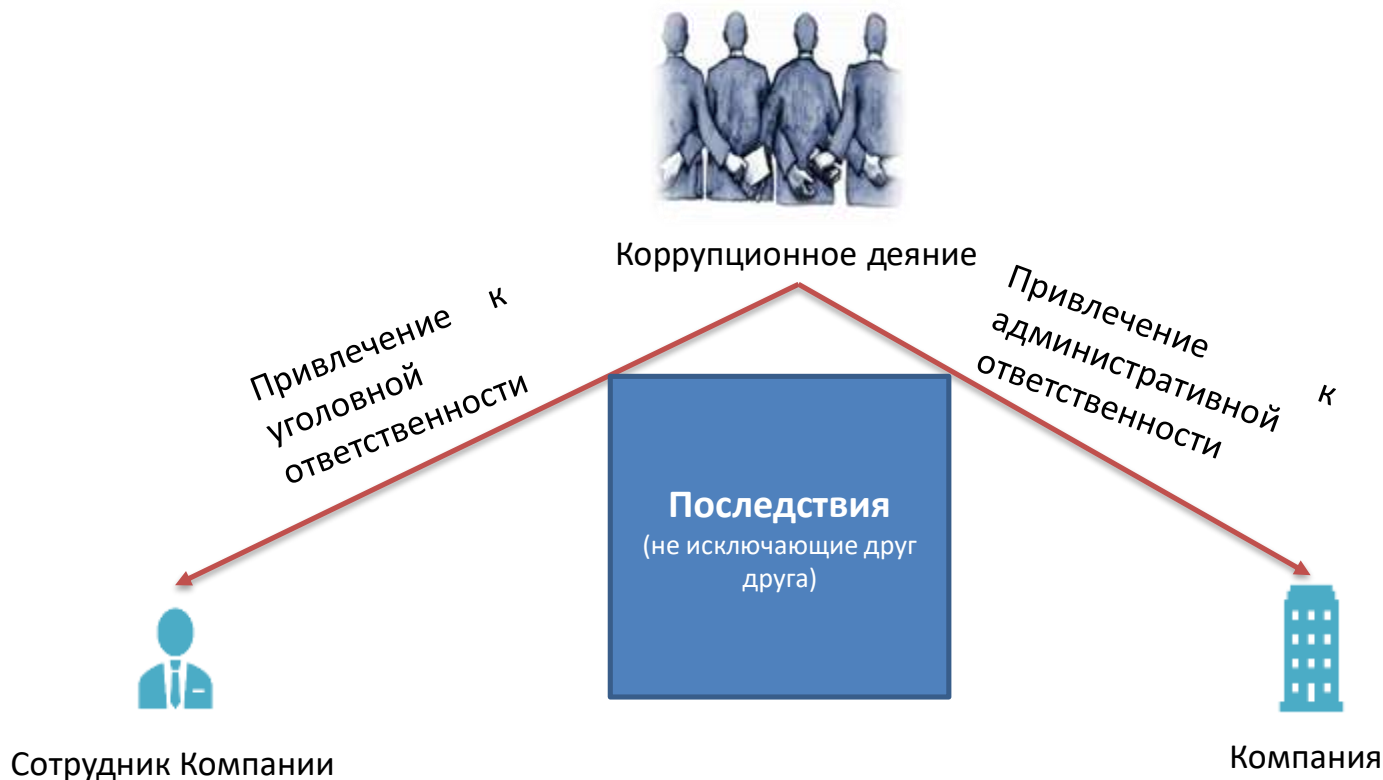 Коррупционное деяние
Привлечение к
уголовной
ответственности
Привлечение к
административной
ответственности
Последствия
(не исключающие друг
друга)
Сотрудник Компании
Компания